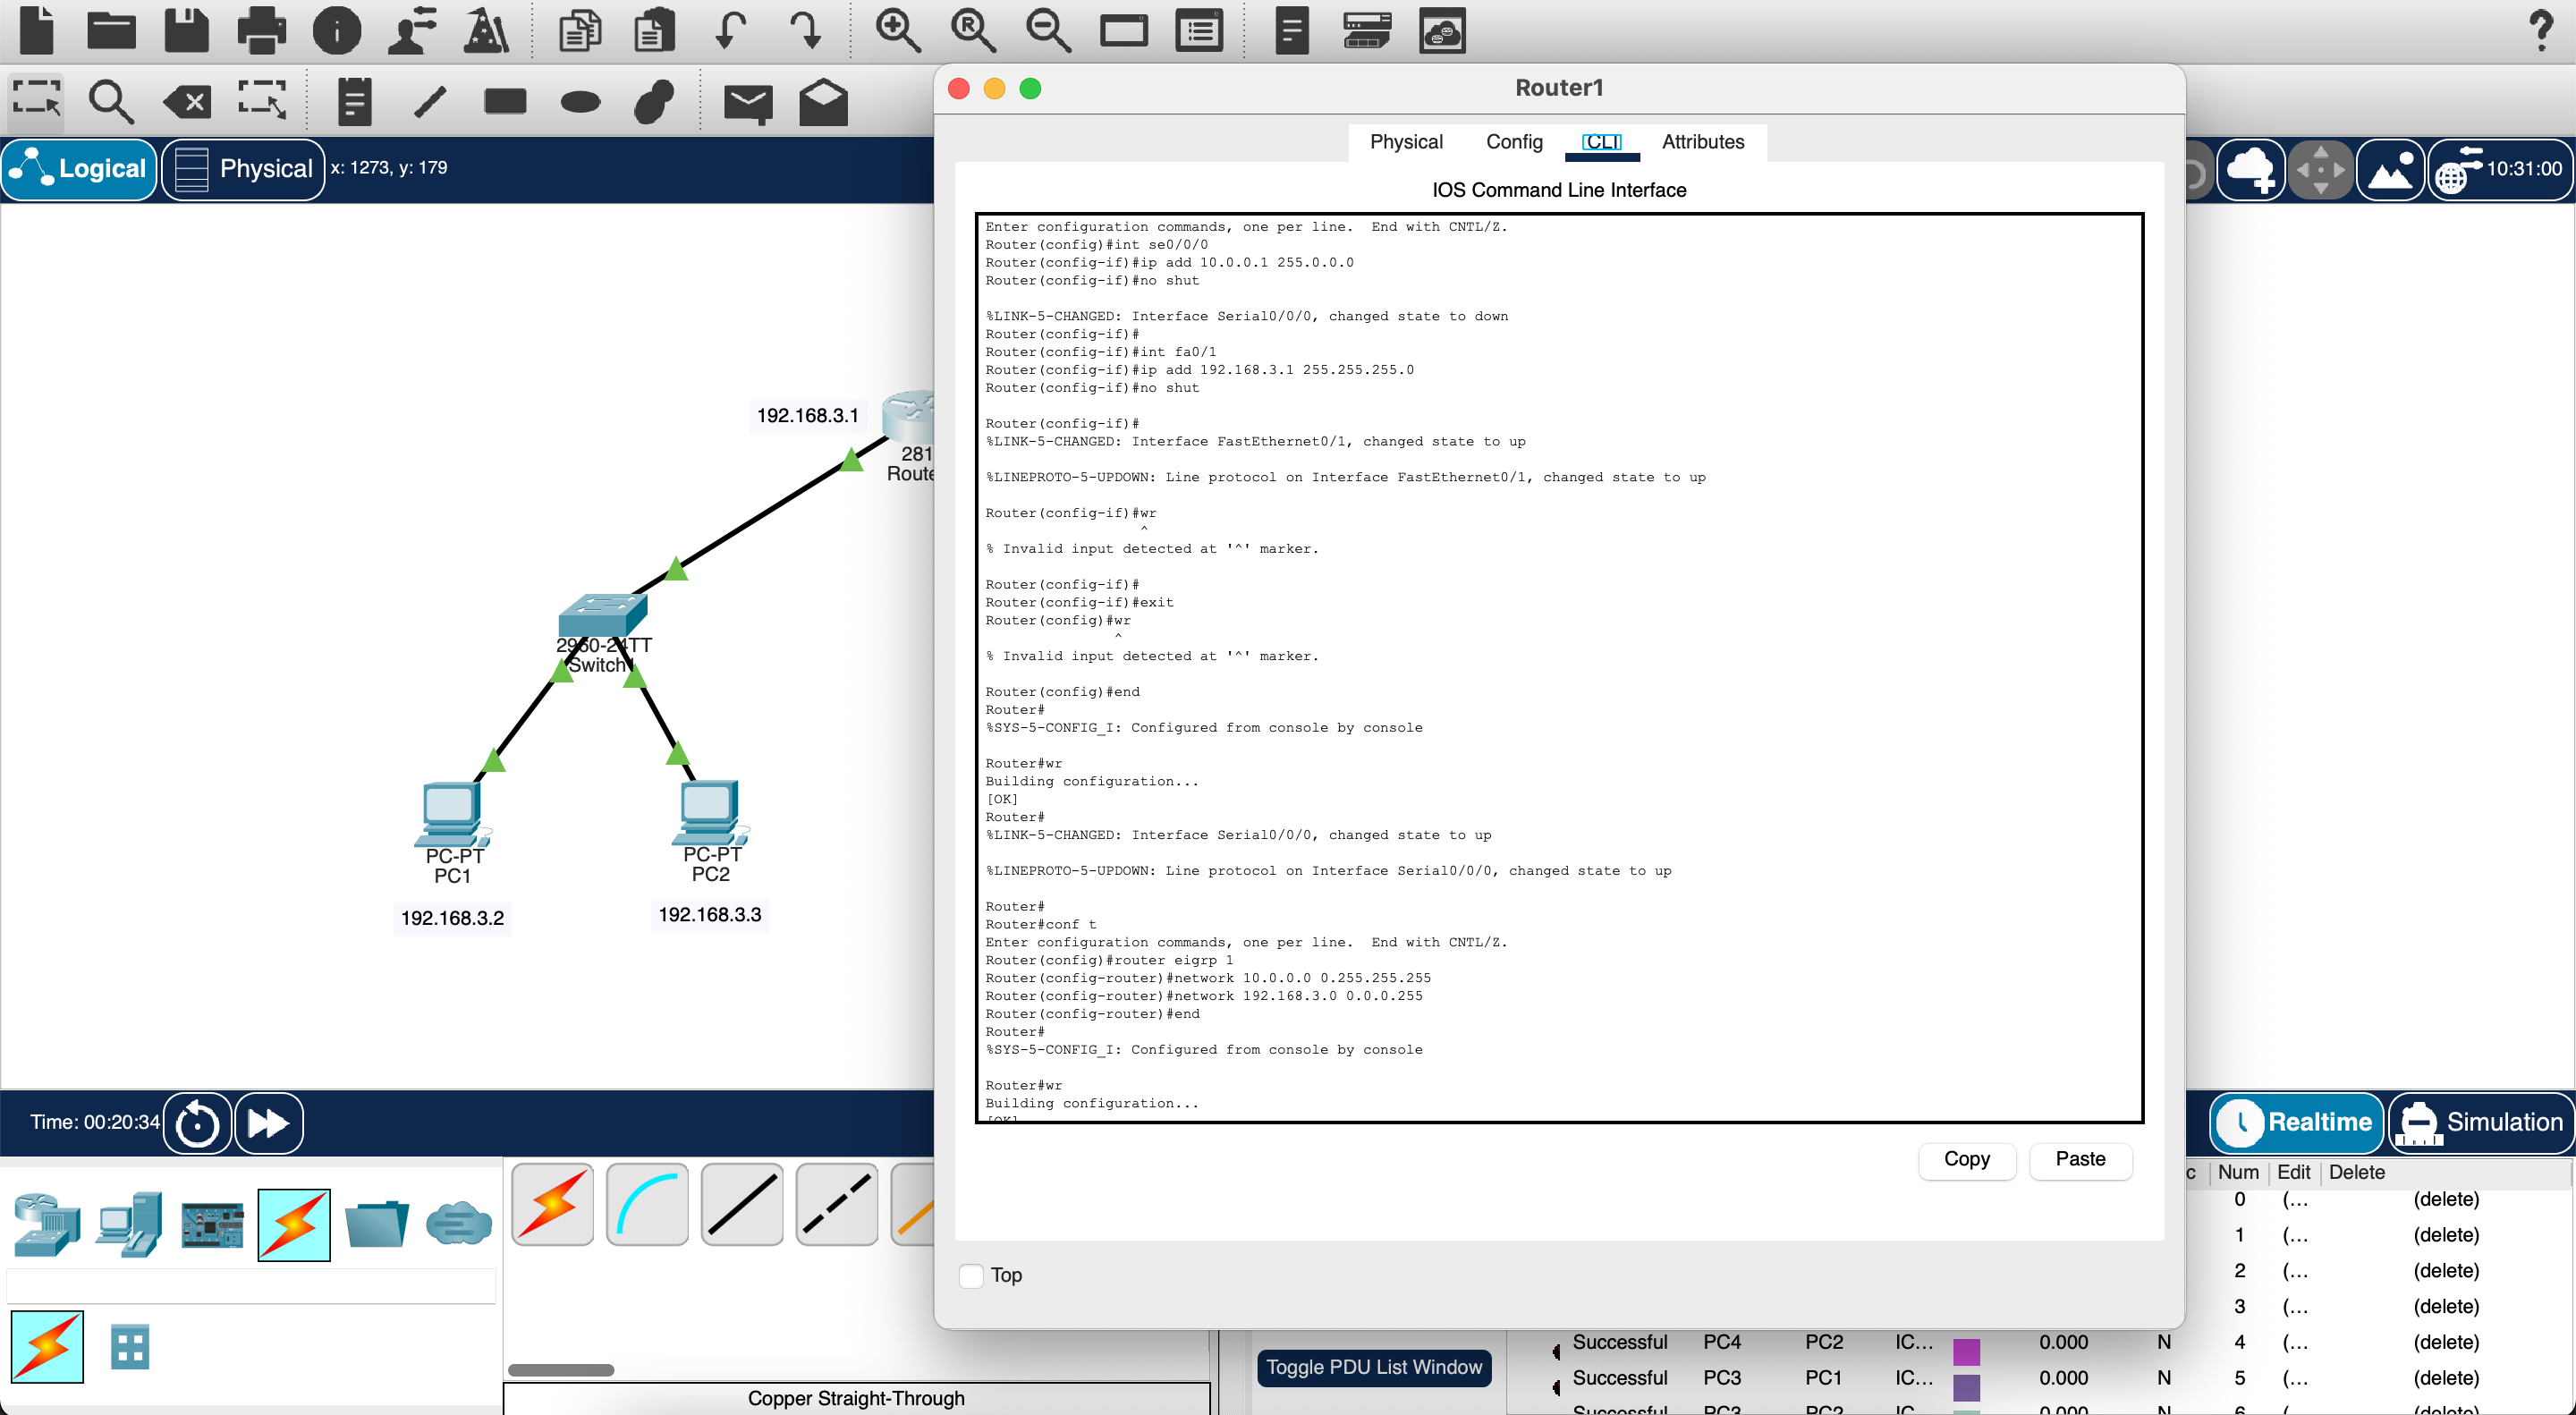 ?
Router1
Logical
Physical
x: 1273, y: 179
10:31:00
Physical
Config
CLI
Attributes
IOS Command Line Interface
Enter configuration commands, one per line.  End with CNTL/Z.
Router(config)#int se0/0/0
Router(config-if)#ip add 10.0.0.1 255.0.0.0
Router(config-if)#no shut
%LINK-5-CHANGED: Interface Serial0/0/0, changed state to down
Router(config-if)#
Router(config-if)#int fa0/1
Router(config-if)#ip add 192.168.3.1 255.255.255.0
Router(config-if)#no shut
Router(config-if)#
%LINK-5-CHANGED: Interface FastEthernet0/1, changed state to up
%LINEPROTO-5-UPDOWN: Line protocol on Interface FastEthernet0/1, changed state to up
Router(config-if)#wr
^
% Invalid input detected at '^' marker.
Router(config-if)#
Router(config-if)#exit
Router(config)#wr
^
% Invalid input detected at '^' marker.
Router(config)#end
Router#
%SYS-5-CONFIG_I: Configured from console by console
Router#wr
Building configuration...
[OK]
Router#
%LINK-5-CHANGED: Interface Serial0/0/0, changed state to up
%LINEPROTO-5-UPDOWN: Line protocol on Interface Serial0/0/0, changed state to up
Router#
Router#conf t
Enter configuration commands, one per line.  End with CNTL/Z.
Router(config)#router eigrp 1
Router(config-router)#network 10.0.0.0 0.255.255.255
Router(config-router)#network 192.168.3.0 0.0.0.255
Router(config-router)#end
Router#
%SYS-5-CONFIG_I: Configured from console by console
Router#wr
Building configuration...
[OK]
Copy
Paste
Top
192.168.3.1
281
Route
2960-24TT
Switch
PC-PT
PC1
PC-PT
PC2
192.168.3.2
192.168.3.3
Time: 00:20:34
Realtime
Simulation
c Num Edit Delete
0 (... (delete)
1 (... (delete)
2 (... (delete)
3 (... (delete)
Successful PC4 PC2 IC... 0.000 N 4 (... (delete)
Successful PC3 PC1 IC... 0.000 N 5 (... (delete)
Successful PC3 PC2 IC... 0.000 N 6 (... (delete)
Toggle PDU List Window
Copper Straight-Through